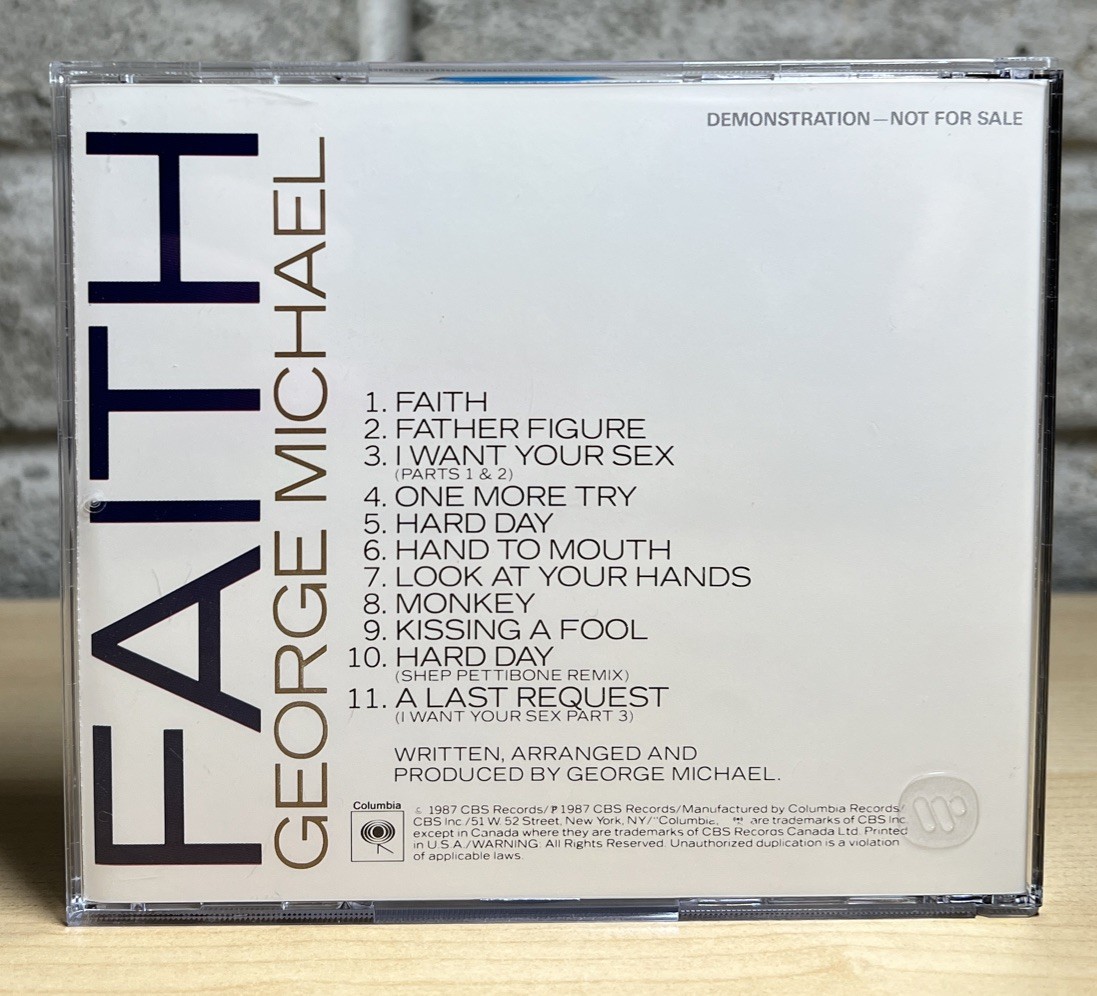 DEMONSTRATION—NOT FOR SALE
FAITH
GEORGE MICHAEL
1. FAITH
2. FATHER FIGURE
3. I WANT YOUR SEX
(PARTS 1 & 2)
4. ONE MORE TRY
5. HARD DAY
6. HAND TO MOUTH
7. LOOK AT YOUR HANDS
8. MONKEY
9. KISSING A FOOL
10. HARD DAY
(SHEP PETTIBONE REMIX)
11. A LAST REQUEST
(I WANT YOUR SEX PART 3)
WRITTEN, ARRANGED AND
PRODUCED BY GEORGE MICHAEL.
Columbia
© 1987 CBS Records/℗ 1987 CBS Records/Manufactured by Columbia Records/
CBS Inc./51 W. 52 Street, New York, NY/"Columbia, are trademarks of CBS Inc.
except in Canada where they are trademarks of CBS Records Canada Ltd. Printed
in U.S.A./WARNING: All Rights Reserved. Unauthorized duplication is a violation
of applicable laws.